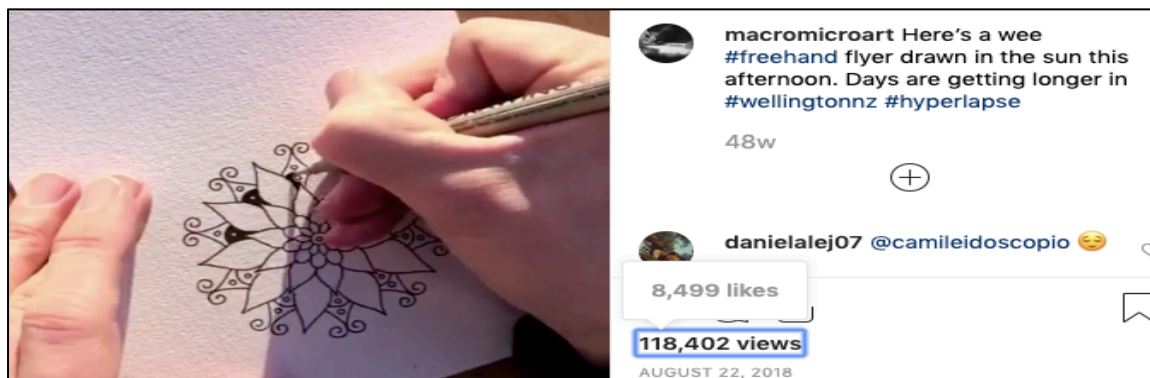 macromicroart Here's a wee
#freehand flyer drawn in the sun this
afternoon. Days are getting longer in
#wellingtonnz #hyperlapse
48w
danielalej07 @camileidoscopio 😌
8,499 likes
118,402 views
AUGUST 22, 2018